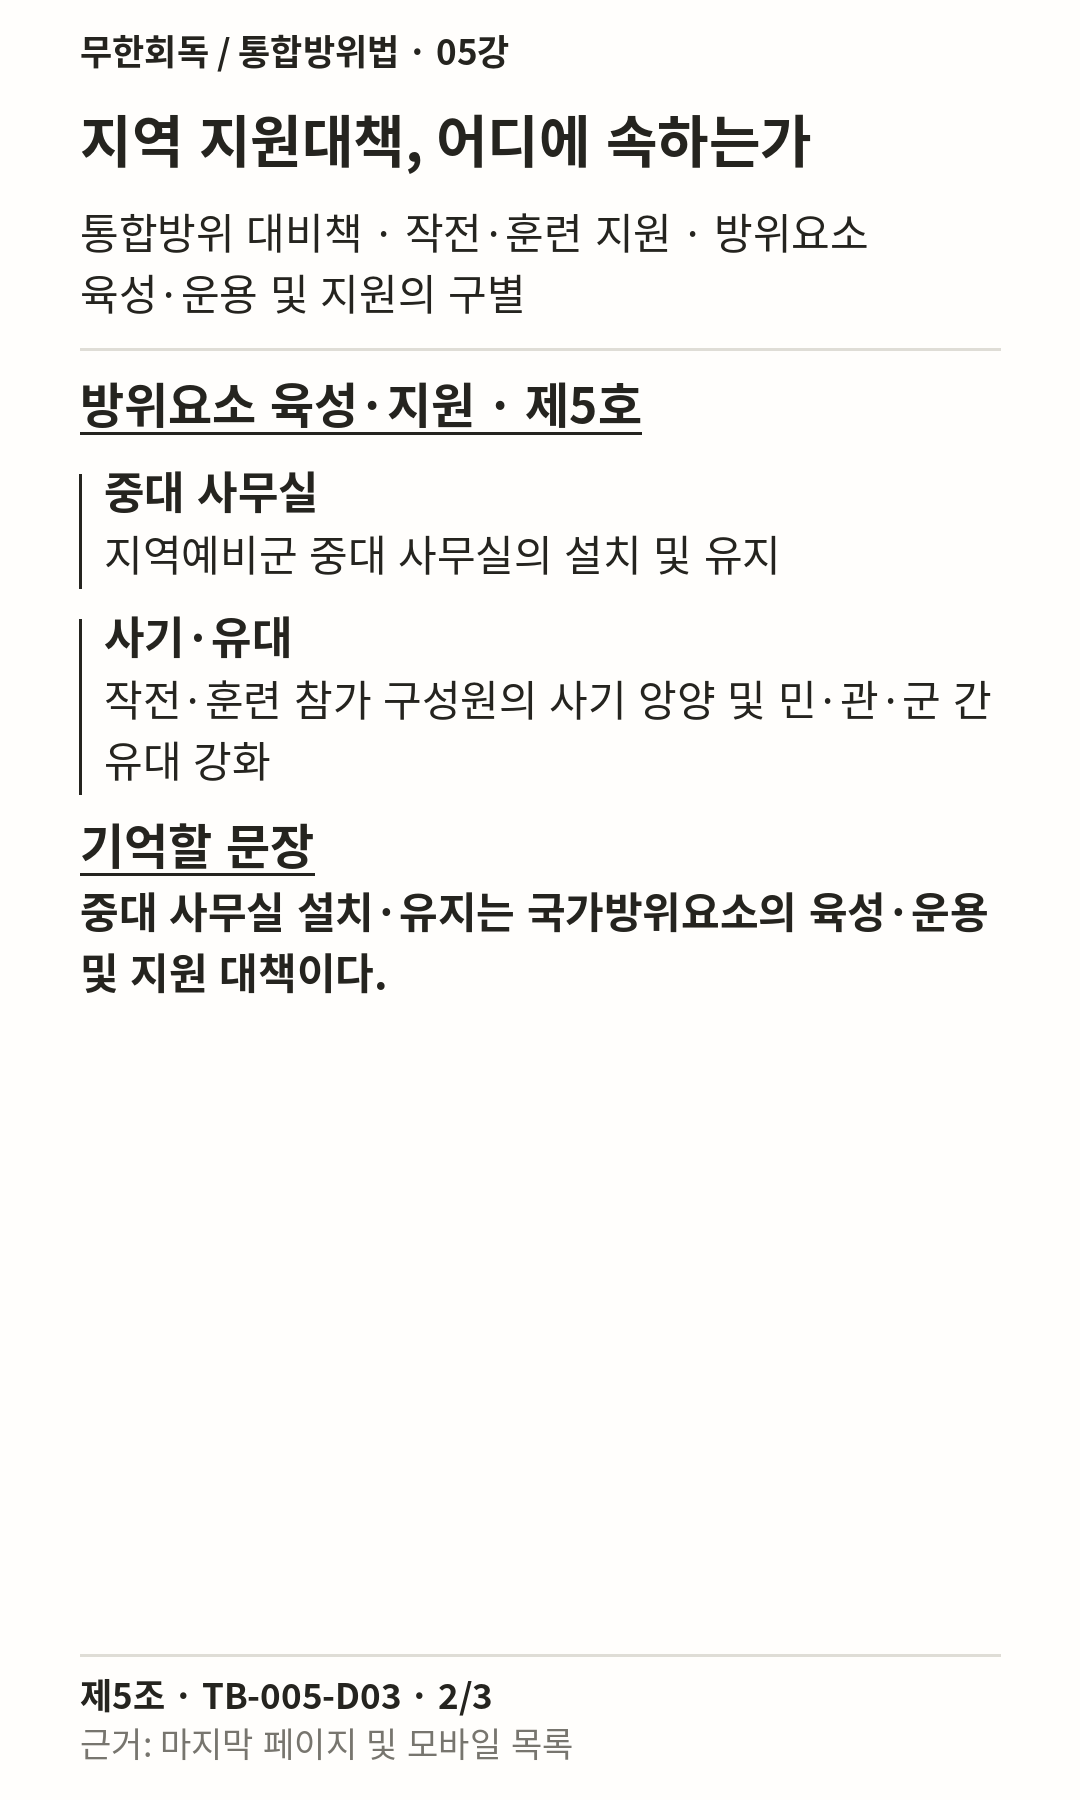 무한회독 / 통합방위법 · 05강
지역 지원대책, 어디에 속하는가
통합방위 대비책 · 작전·훈련 지원 · 방위요소
육성·운용 및 지원의 구별
방위요소 육성·지원 · 제5호
중대 사무실
지역예비군 중대 사무실의 설치 및 유지
사기·유대
작전·훈련 참가 구성원의 사기 앙양 및 민·관·군 간
유대 강화
기억할 문장
중대 사무실 설치·유지는 국가방위요소의 육성·운용
및 지원 대책이다.
제5조 · TB-005-D03 · 2/3
근거: 마지막 페이지 및 모바일 목록